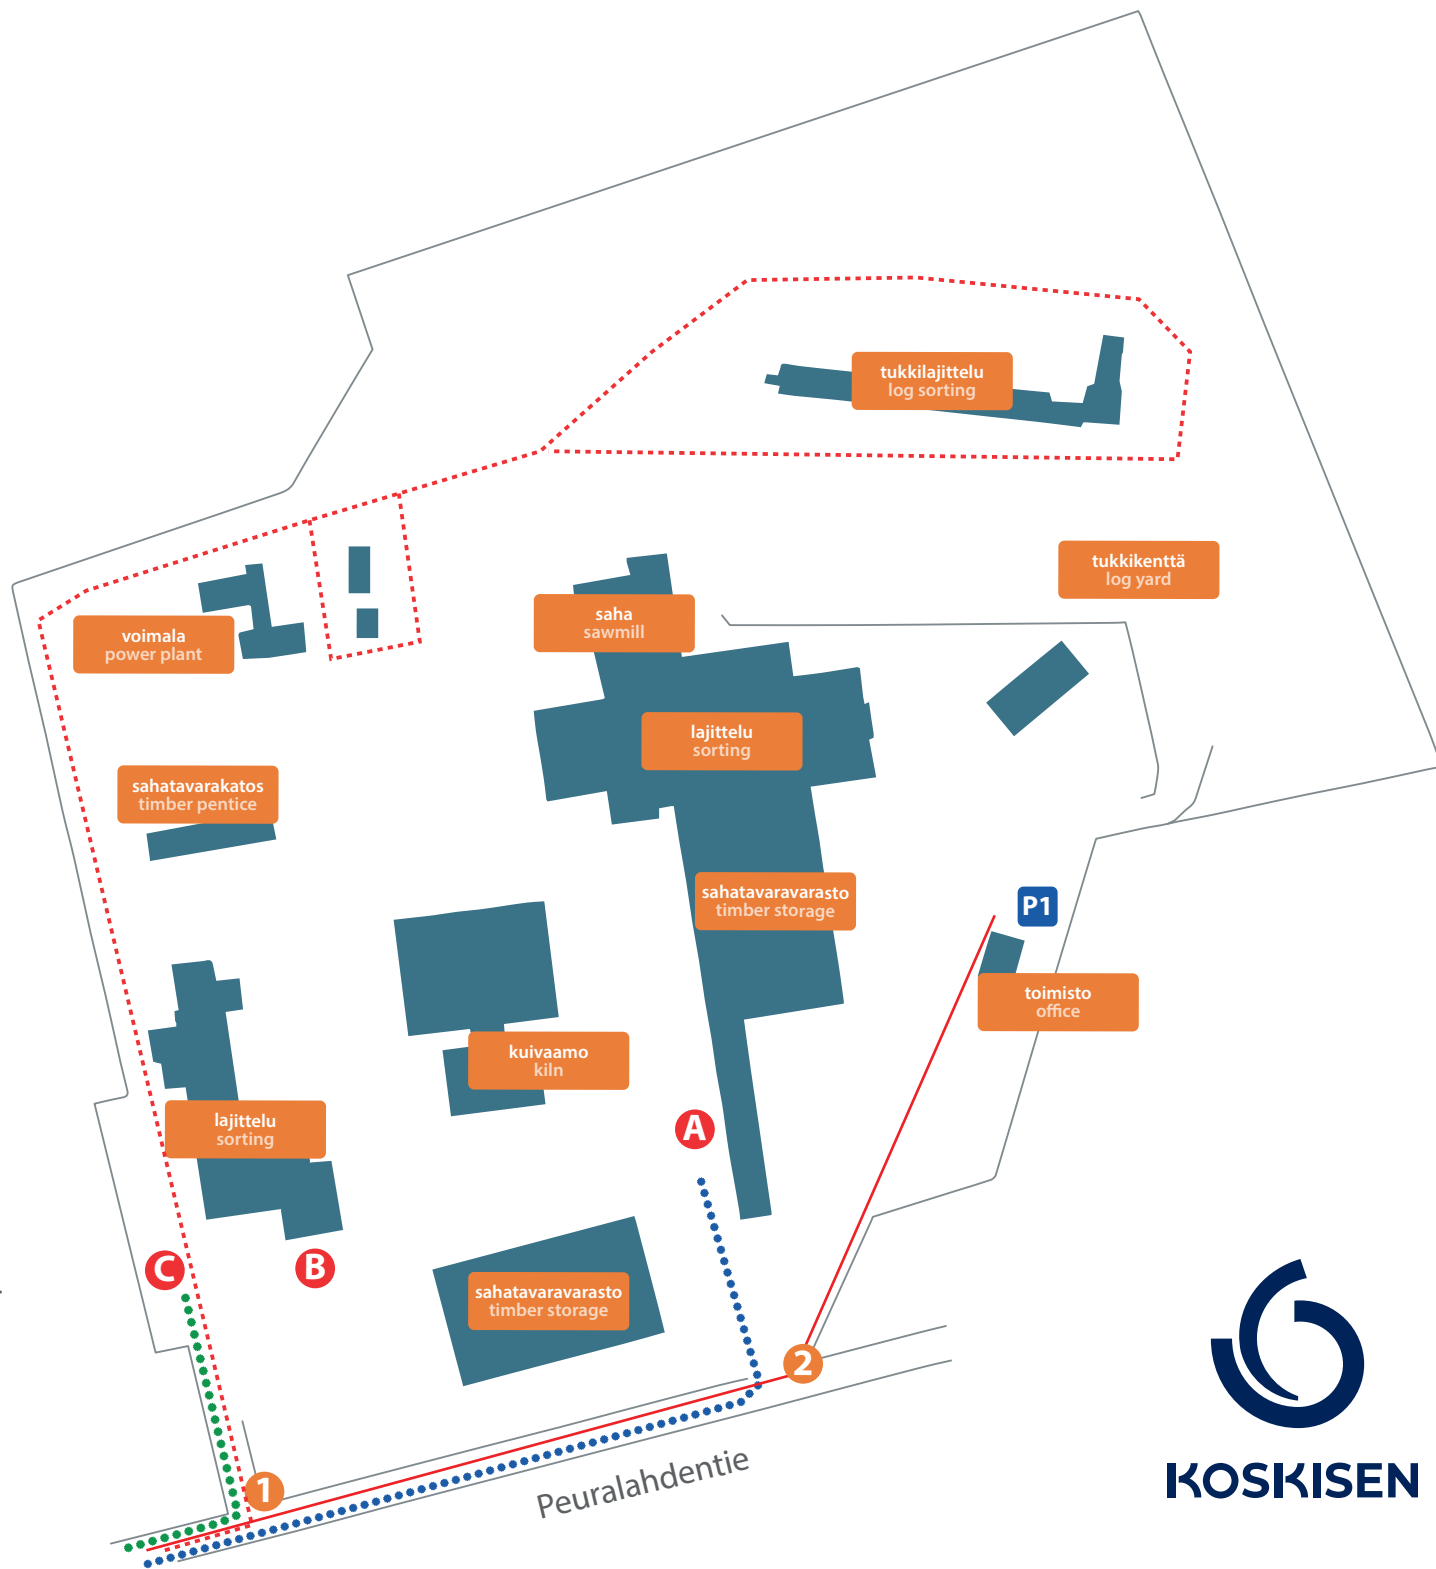 tukkilajittelu
log sorting
tukkikenttä
log yard
saha
sawmill
voimala
power plant
lajittelu
sorting
sahatavarakatos
timber pentice
sahatavaravarasto
timber storage
P1
toimisto
office
kuivaamo
kiln
lajittelu
sorting
A
C
B
sahatavaravarasto
timber storage
2
1
Peuralahdentie
KOSKISEN